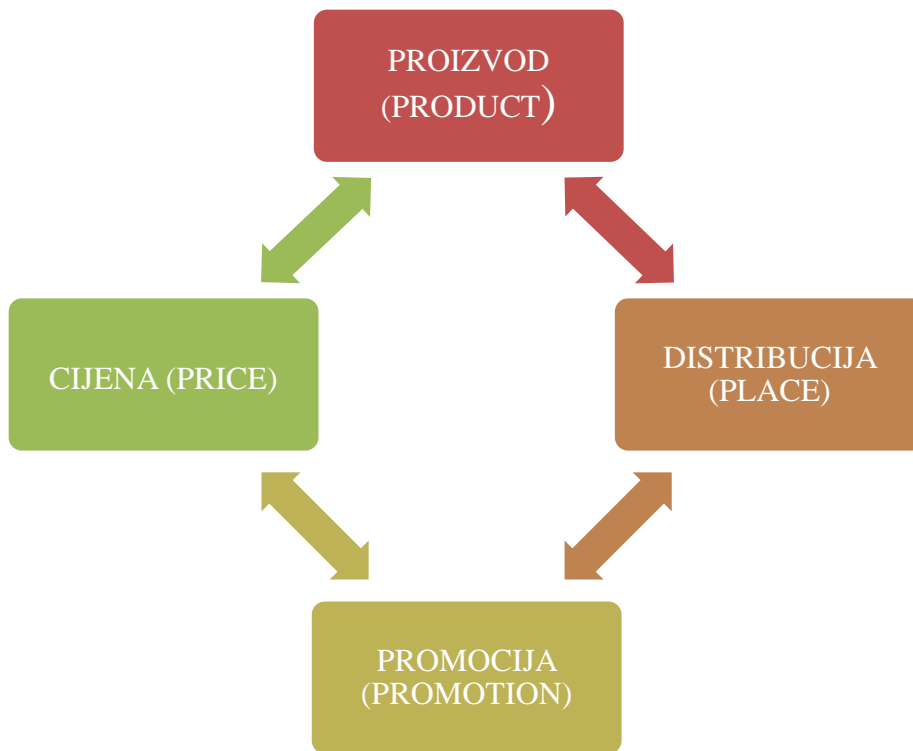 PROIZVOD
(PRODUCT)
CIJENA (PRICE)
DISTRIBUCIJA
(PLACE)
PROMOCIJA
(PROMOTION)